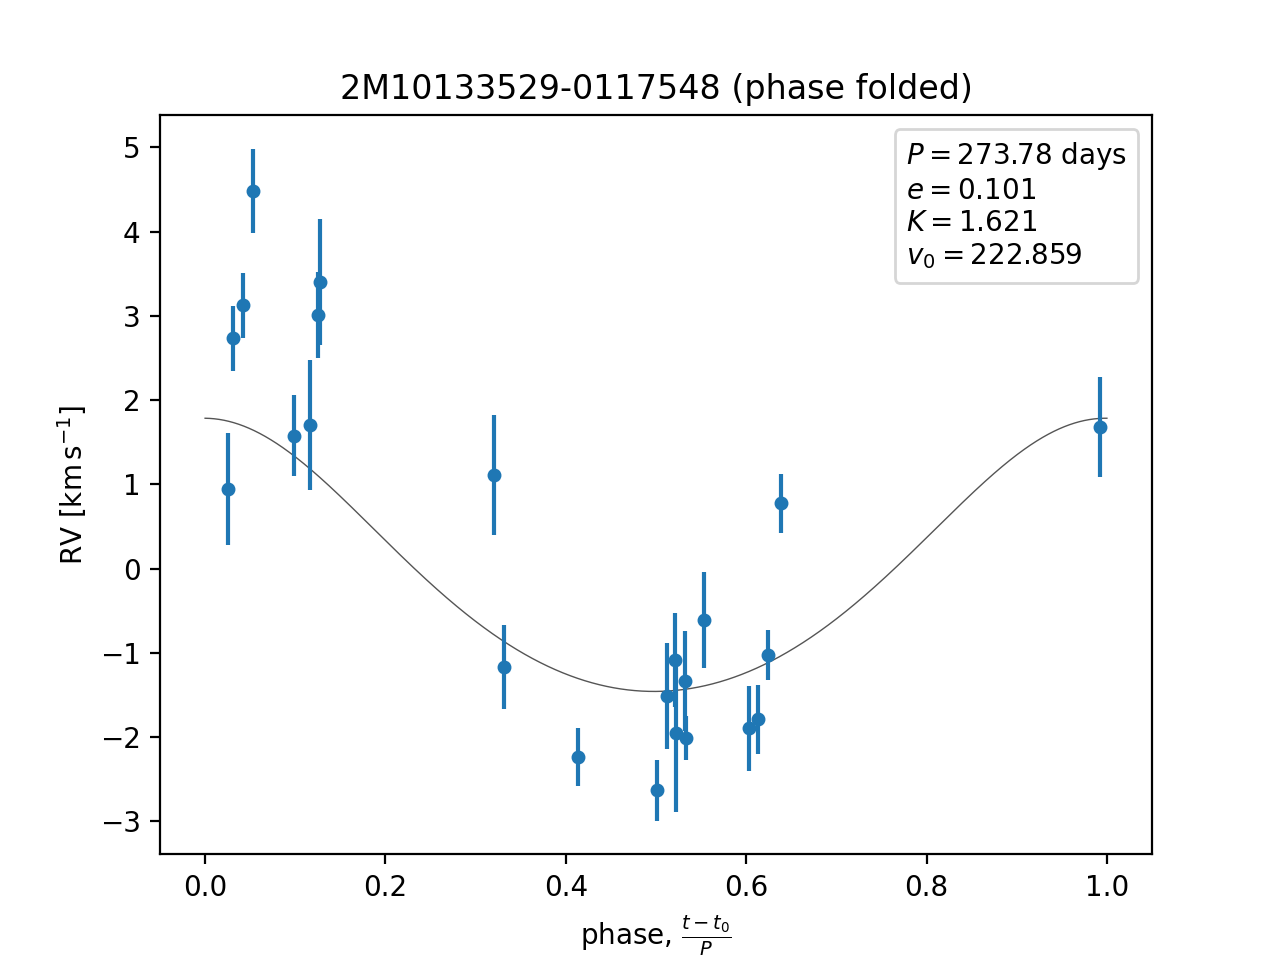 2M10133529-0117548 (phase folded)
P = 273.78 days
e = 0.101
K = 1.621
v₀ = 222.859
RV [km s⁻¹]
5
4
3
2
1
0
−1
−2
−3
0.0 0.2 0.4 0.6 0.8 1.0
phase, (t − t₀)/P